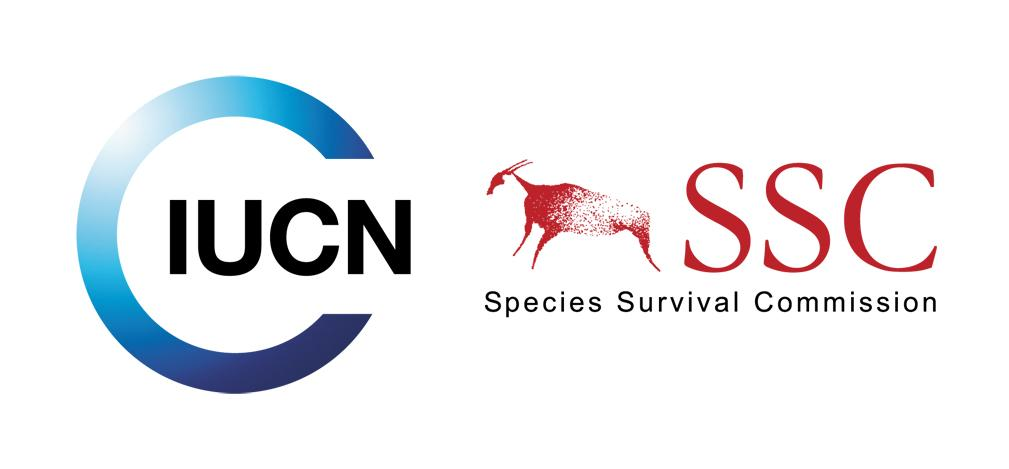 IUCN
SSC
Species Survival Commission